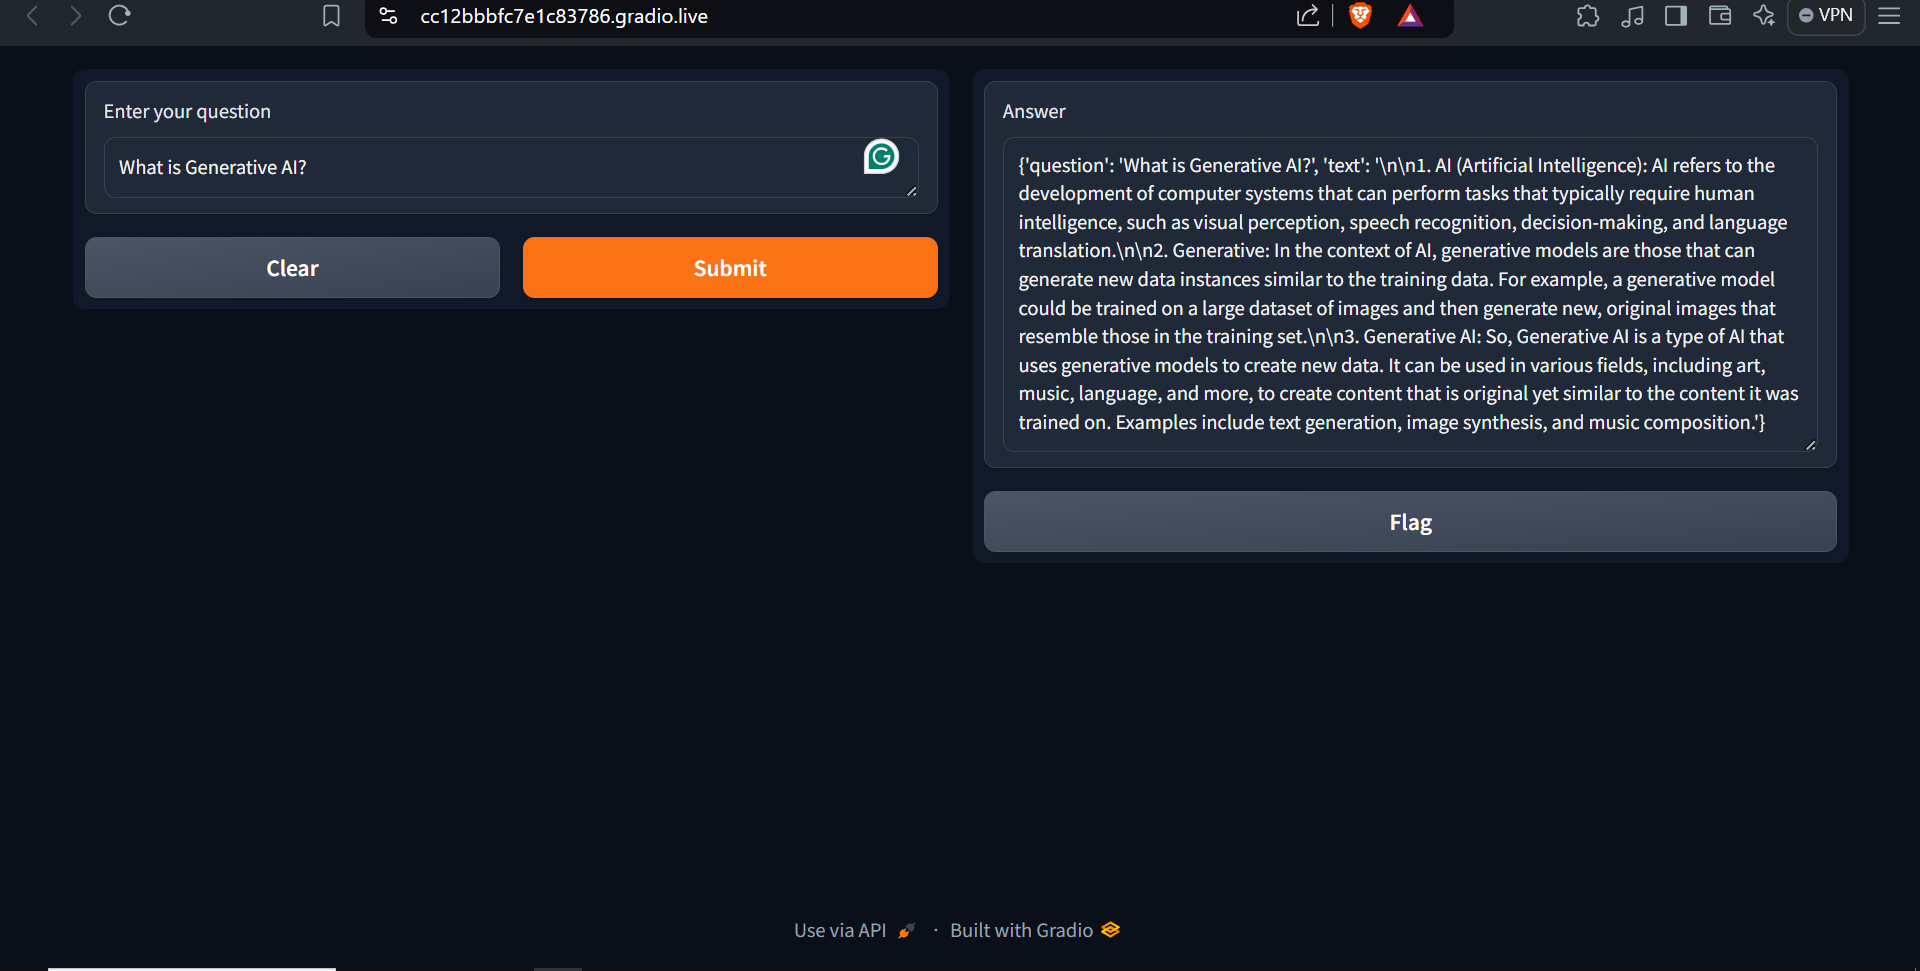 cc12bbbfc7e1c83786.gradio.live
VPN
Enter your question
What is Generative AI?
Clear
Submit
Answer
{'question': 'What is Generative AI?', 'text': '\n\n1. AI (Artificial Intelligence): AI refers to the
development of computer systems that can perform tasks that typically require human
intelligence, such as visual perception, speech recognition, decision-making, and language
translation.\n\n2. Generative: In the context of AI, generative models are those that can
generate new data instances similar to the training data. For example, a generative model
could be trained on a large dataset of images and then generate new, original images that
resemble those in the training set.\n\n3. Generative AI: So, Generative AI is a type of AI that
uses generative models to create new data. It can be used in various fields, including art,
music, language, and more, to create content that is original yet similar to the content it was
trained on. Examples include text generation, image synthesis, and music composition.'}
Flag
Use via API · Built with Gradio